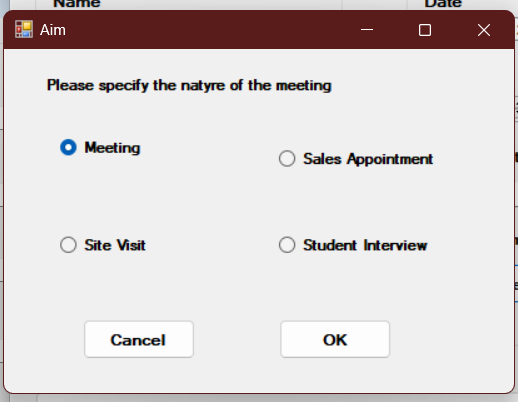 Name Date
Aim
Please specify the natyre of the meeting
Meeting
Sales Appointment
Site Visit
Student Interview
Cancel OK